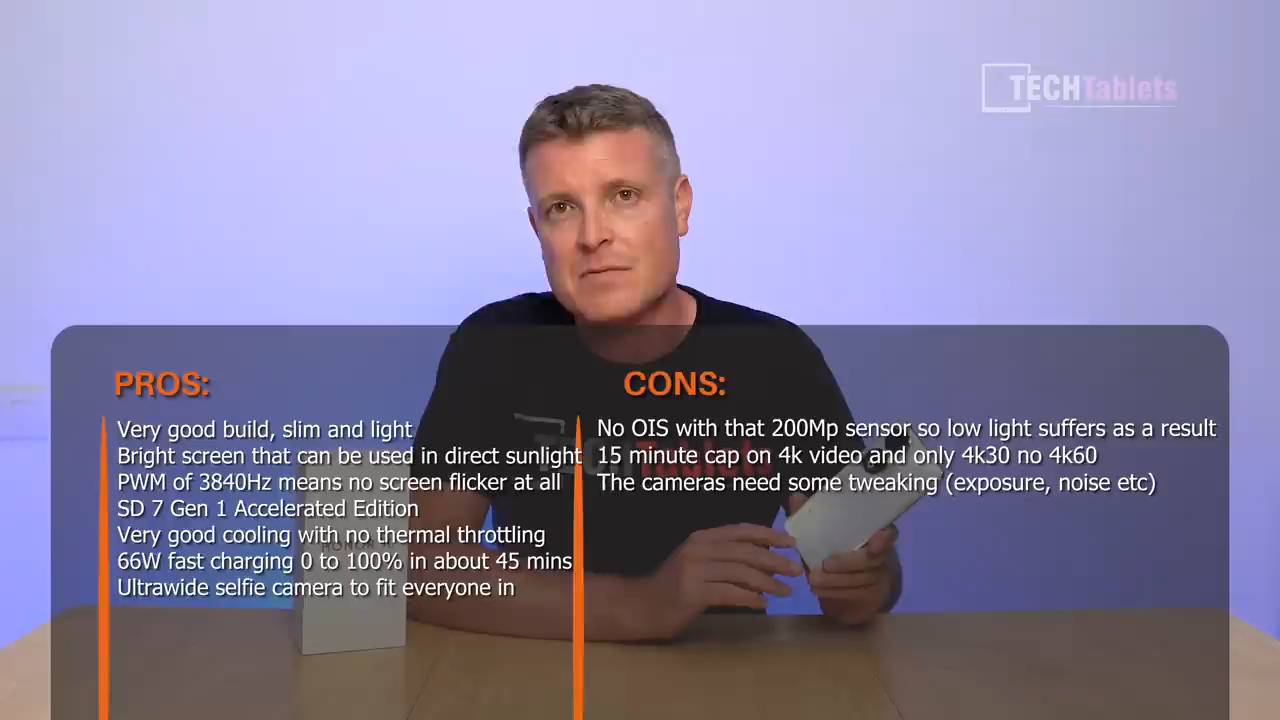 TECHTablets
PROS:
Very good build, slim and light
Bright screen that can be used in direct sunlight
PWM of 3840Hz means no screen flicker at all
SD 7 Gen 1 Accelerated Edition
Very good cooling with no thermal throttling
66W fast charging 0 to 100% in about 45 mins
Ultrawide selfie camera to fit everyone in
CONS:
No OIS with that 200Mp sensor so low light suffers as a result
15 minute cap on 4k video and only 4k30 no 4k60
The cameras need some tweaking (exposure, noise etc)
TECHTablets
HONOR